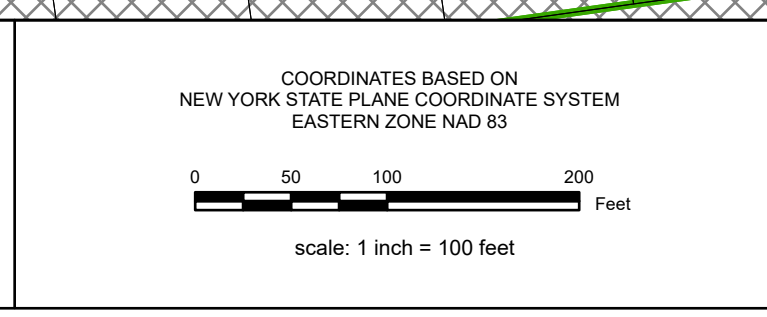 COORDINATES BASED ON
NEW YORK STATE PLANE COORDINATE SYSTEM
EASTERN ZONE NAD 83
0 50 100 200
Feet
scale: 1 inch = 100 feet